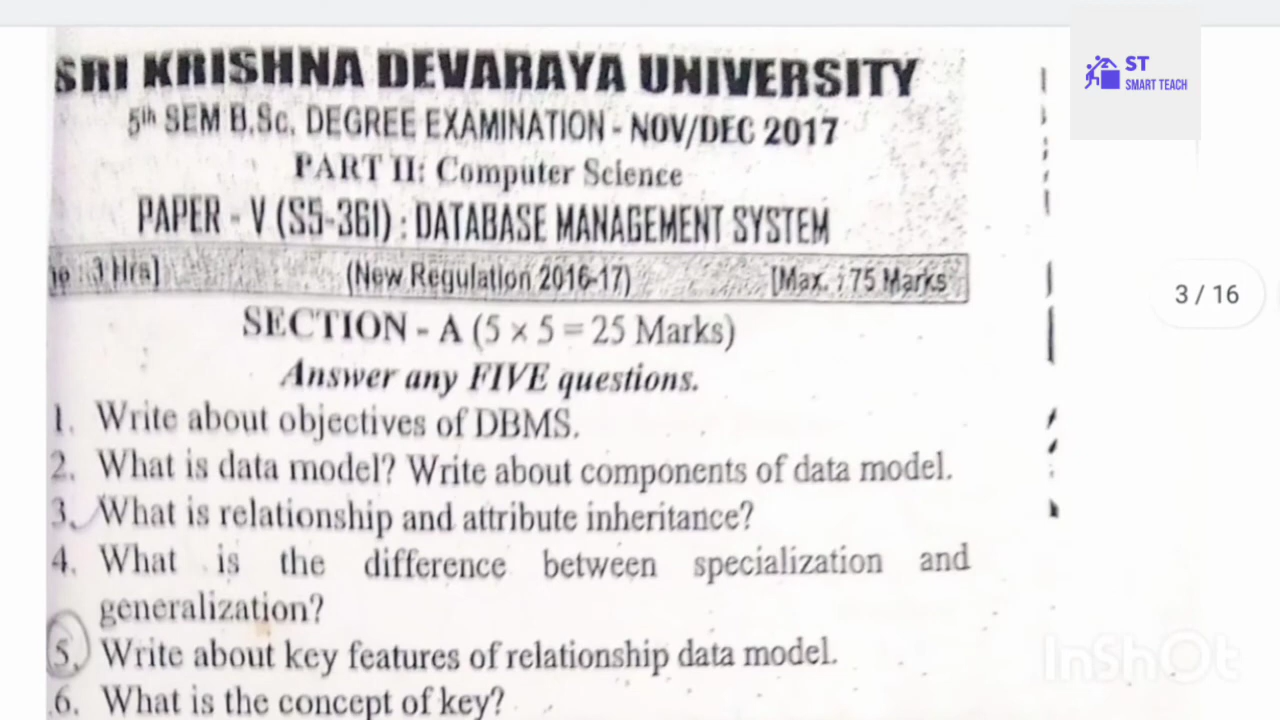 SRI KRISHNA DEVARAYA UNIVERSITY
5th SEM B.Sc. DEGREE EXAMINATION - NOV/DEC 2017
PART II: Computer Science
PAPER - V (S5-361) : DATABASE MANAGEMENT SYSTEM
3 Hrs] (New Regulation 2016-17) [Max. : 75 Marks
SECTION - A (5 × 5 = 25 Marks)
Answer any FIVE questions.
1. Write about objectives of DBMS.
2. What is data model? Write about components of data model.
3. What is relationship and attribute inheritance?
4. What is the difference between specialization and
generalization?
5. Write about key features of relationship data model.
6. What is the concept of key?
ST
SMART TEACH
3 / 16
InShOt